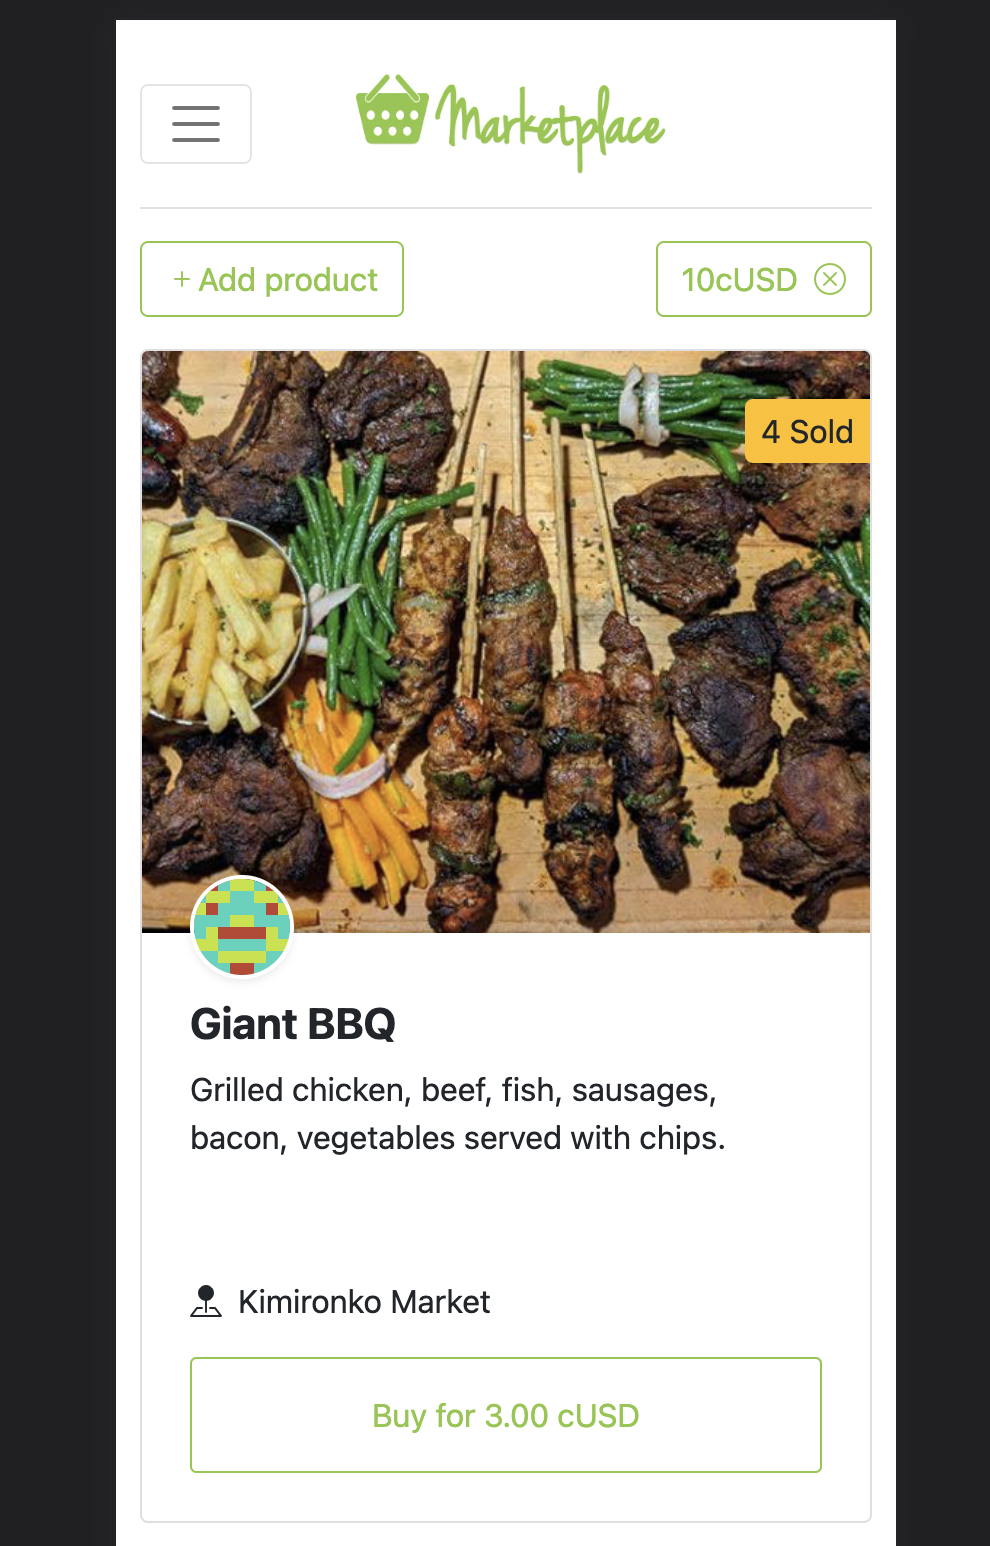 Marketplace
+ Add product
10cUSD
4 Sold
Giant BBQ
Grilled chicken, beef, fish, sausages,
bacon, vegetables served with chips.
Kimironko Market
Buy for 3.00 cUSD